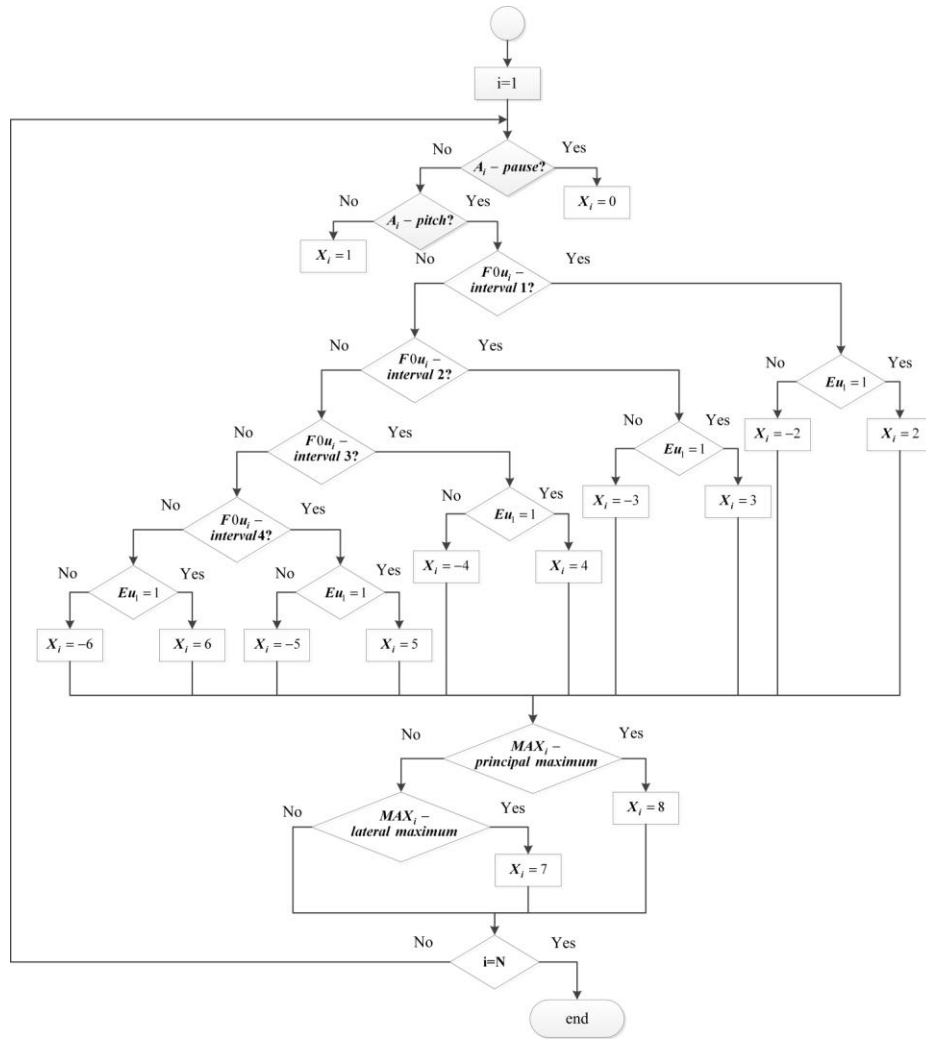 i=1
No
Yes
A_i – pause?
No
Yes
X_i = 0
A_i – pitch?
X_i = 1
No
Yes
F0u_i –
interval 1?
No
Yes
F0u_i –
interval 2?
No
Yes
Eu_1 = 1
No
Yes
F0u_i –
interval 3?
No
Yes
Eu_1 = 1
X_i = –2
X_i = 2
No
Yes
F0u_i –
interval4?
No
Yes
Eu_1 = 1
X_i = –3
X_i = 3
No
Yes
Eu_1 = 1
No
Yes
Eu_1 = 1
X_i = –4
X_i = 4
X_i = –6
X_i = 6
X_i = –5
X_i = 5
No
Yes
MAX_i –
principal maximum
No
Yes
MAX_i –
lateral maximum
X_i = 8
X_i = 7
No
Yes
i=N
end